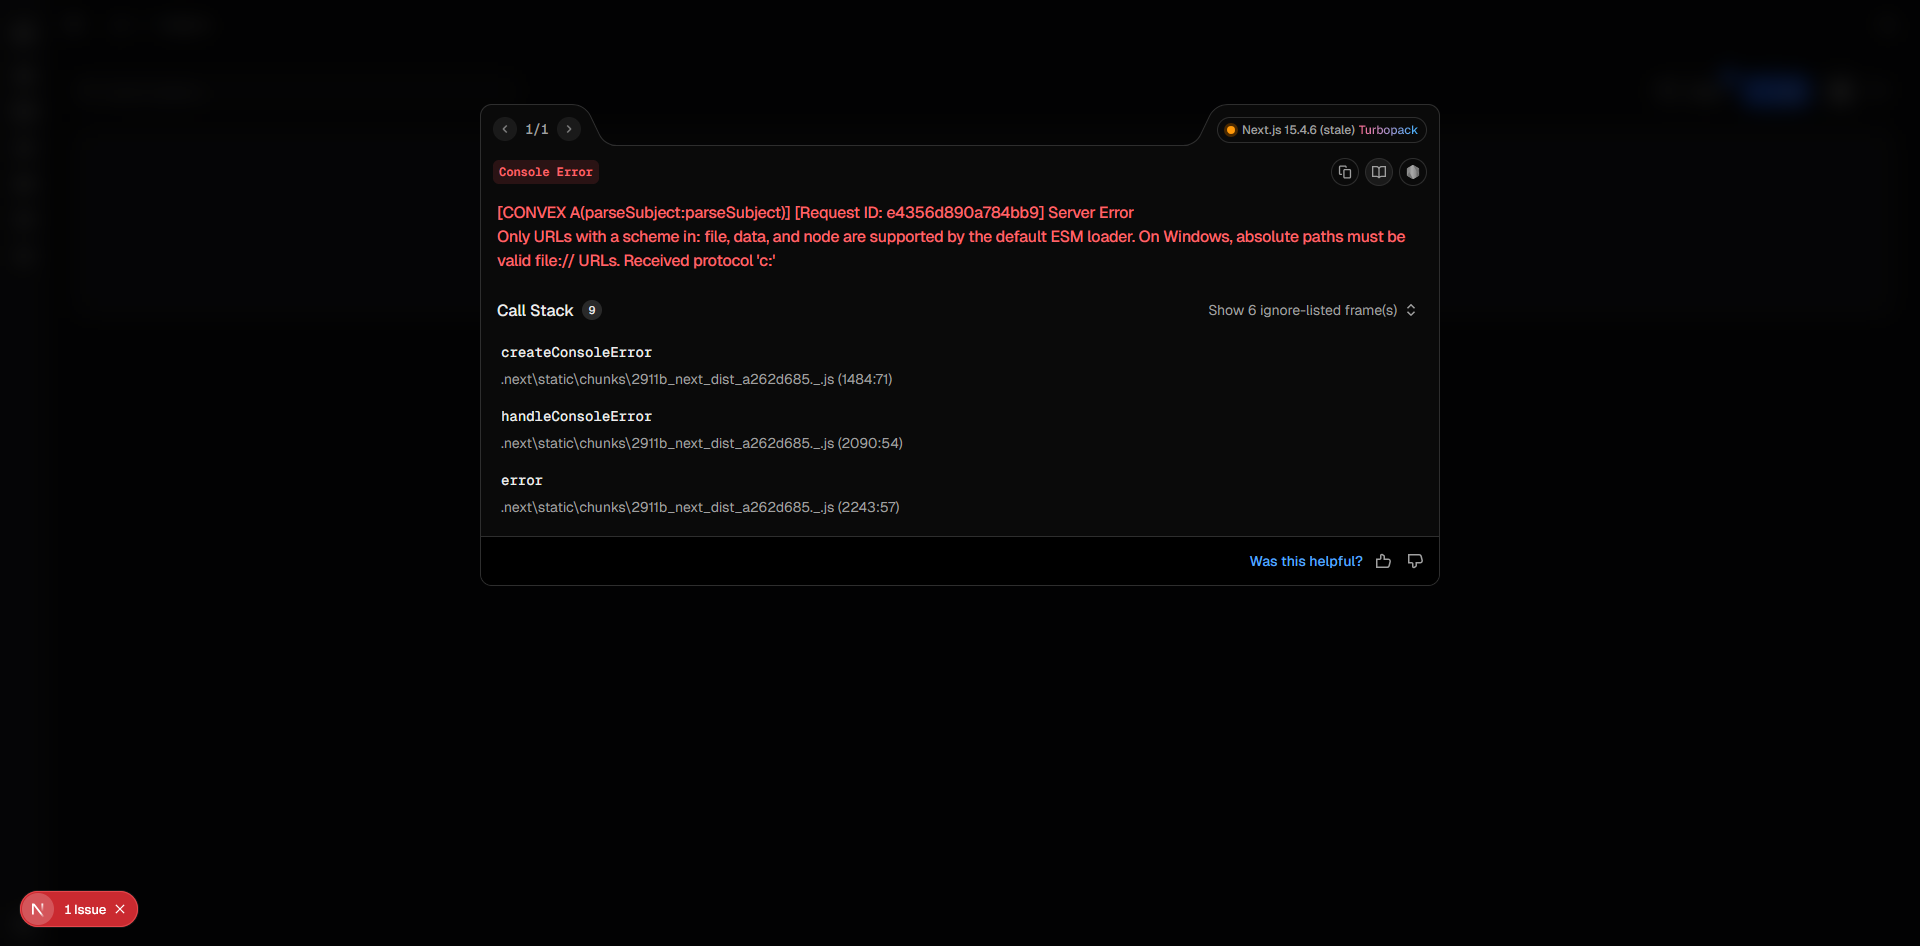 1/1
Next.js 15.4.6 (stale) Turbopack
Console Error
[CONVEX A(parseSubject:parseSubject)] [Request ID: e4356d890a784bb9] Server Error
Only URLs with a scheme in: file, data, and node are supported by the default ESM loader. On Windows, absolute paths must be
valid file:// URLs. Received protocol 'c:'
Call Stack 9
Show 6 ignore-listed frame(s)
createConsoleError
.next\static\chunks\2911b_next_dist_a262d685._.js (1484:71)
handleConsoleError
.next\static\chunks\2911b_next_dist_a262d685._.js (2090:54)
error
.next\static\chunks\2911b_next_dist_a262d685._.js (2243:57)
Was this helpful?
N 1 Issue